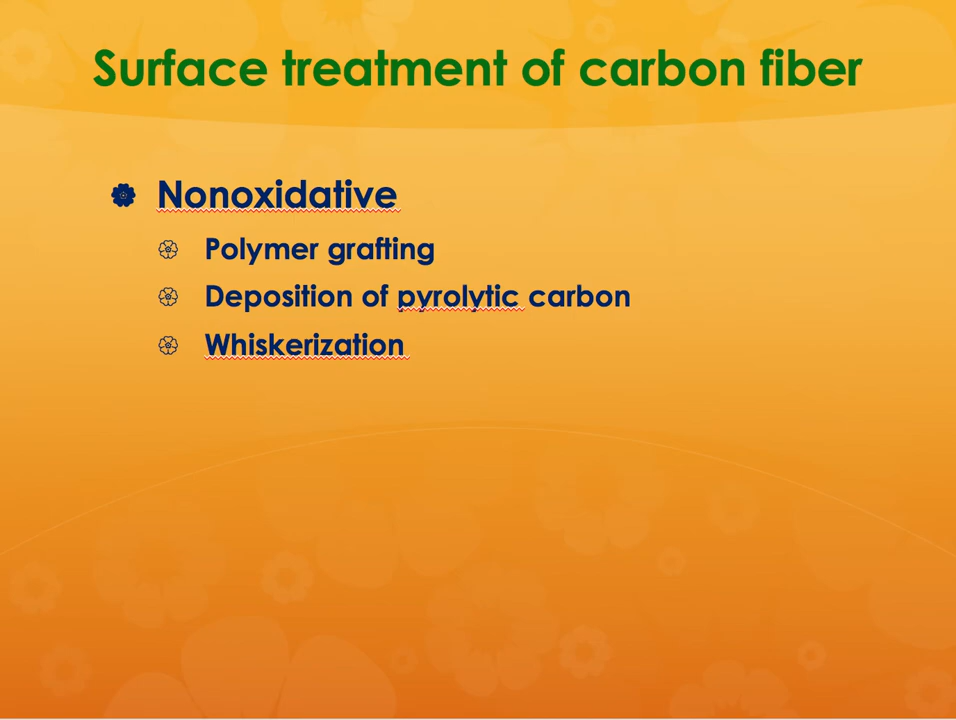 Surface treatment of carbon fiber
Nonoxidative
Polymer grafting
Deposition of pyrolytic carbon
Whiskerization